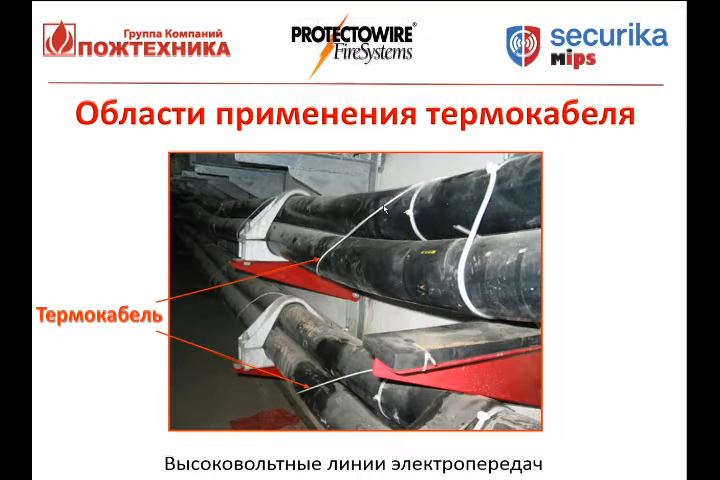 Группа Компаний
ПОЖТЕХНИКА
PROTECTOWIRE®
FireSystems
securika
mips
Области применения термокабеля
Термокабель
Высоковольтные линии электропередач